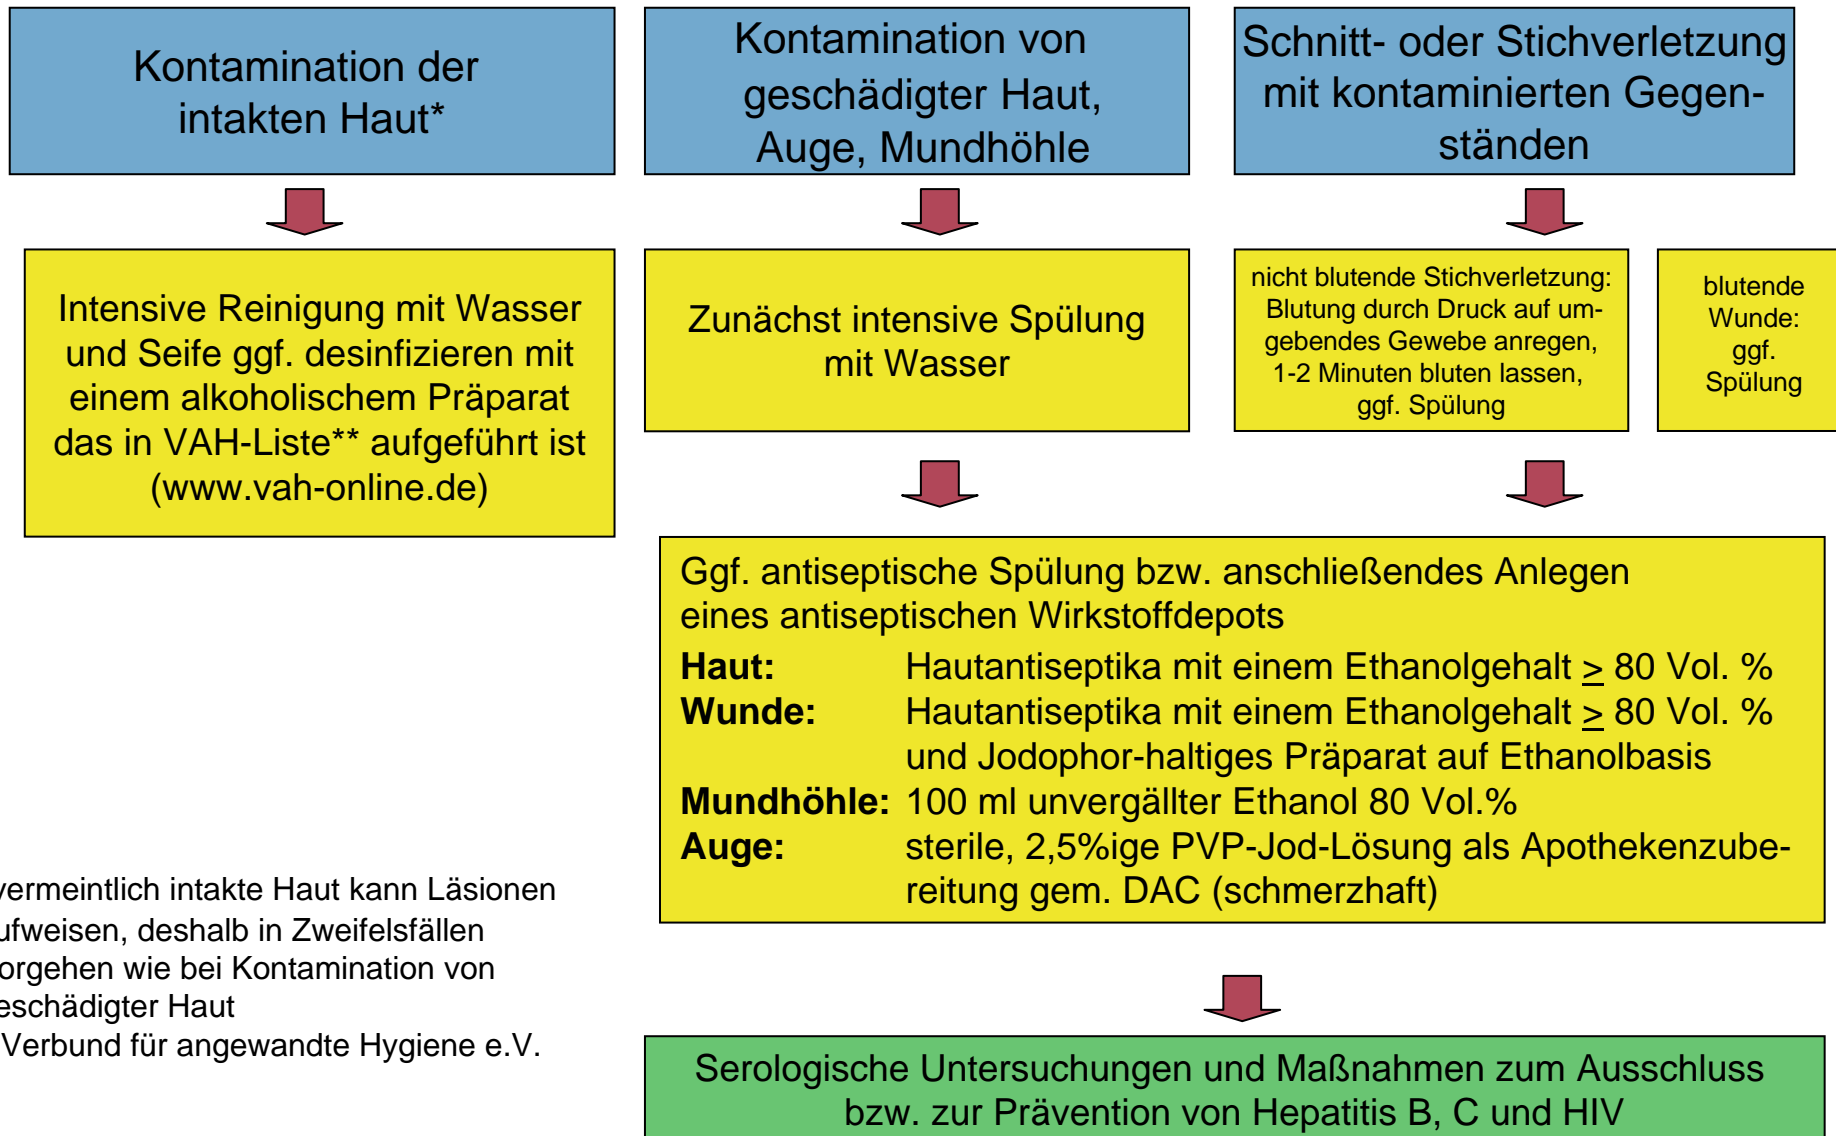 Kontamination der
intakten Haut*
Kontamination von
geschädigter Haut,
Auge, Mundhöhle
Schnitt- oder Stichverletzung
mit kontaminierten Gegen-
ständen
Intensive Reinigung mit Wasser
und Seife ggf. desinfizieren mit
einem alkoholischem Präparat
das in VAH-Liste** aufgeführt ist
(www.vah-online.de)
Zunächst intensive Spülung
mit Wasser
nicht blutende Stichverletzung:
Blutung durch Druck auf um-
gebendes Gewebe anregen,
1-2 Minuten bluten lassen,
ggf. Spülung
blutende
Wunde:
ggf.
Spülung
Ggf. antiseptische Spülung bzw. anschließendes Anlegen
eines antiseptischen Wirkstoffdepots
Haut: Hautantiseptika mit einem Ethanolgehalt ≥ 80 Vol. %
Wunde: Hautantiseptika mit einem Ethanolgehalt ≥ 80 Vol. %
und Jodophor-haltiges Präparat auf Ethanolbasis
Mundhöhle: 100 ml unvergällter Ethanol 80 Vol.%
Auge: sterile, 2,5%ige PVP-Jod-Lösung als Apothekenzube-
reitung gem. DAC (schmerzhaft)
vermeintlich intakte Haut kann Läsionen
ufweisen, deshalb in Zweifelsfällen
orgehen wie bei Kontamination von
eschädigter Haut
Verbund für angewandte Hygiene e.V.
Serologische Untersuchungen und Maßnahmen zum Ausschluss
bzw. zur Prävention von Hepatitis B, C und HIV